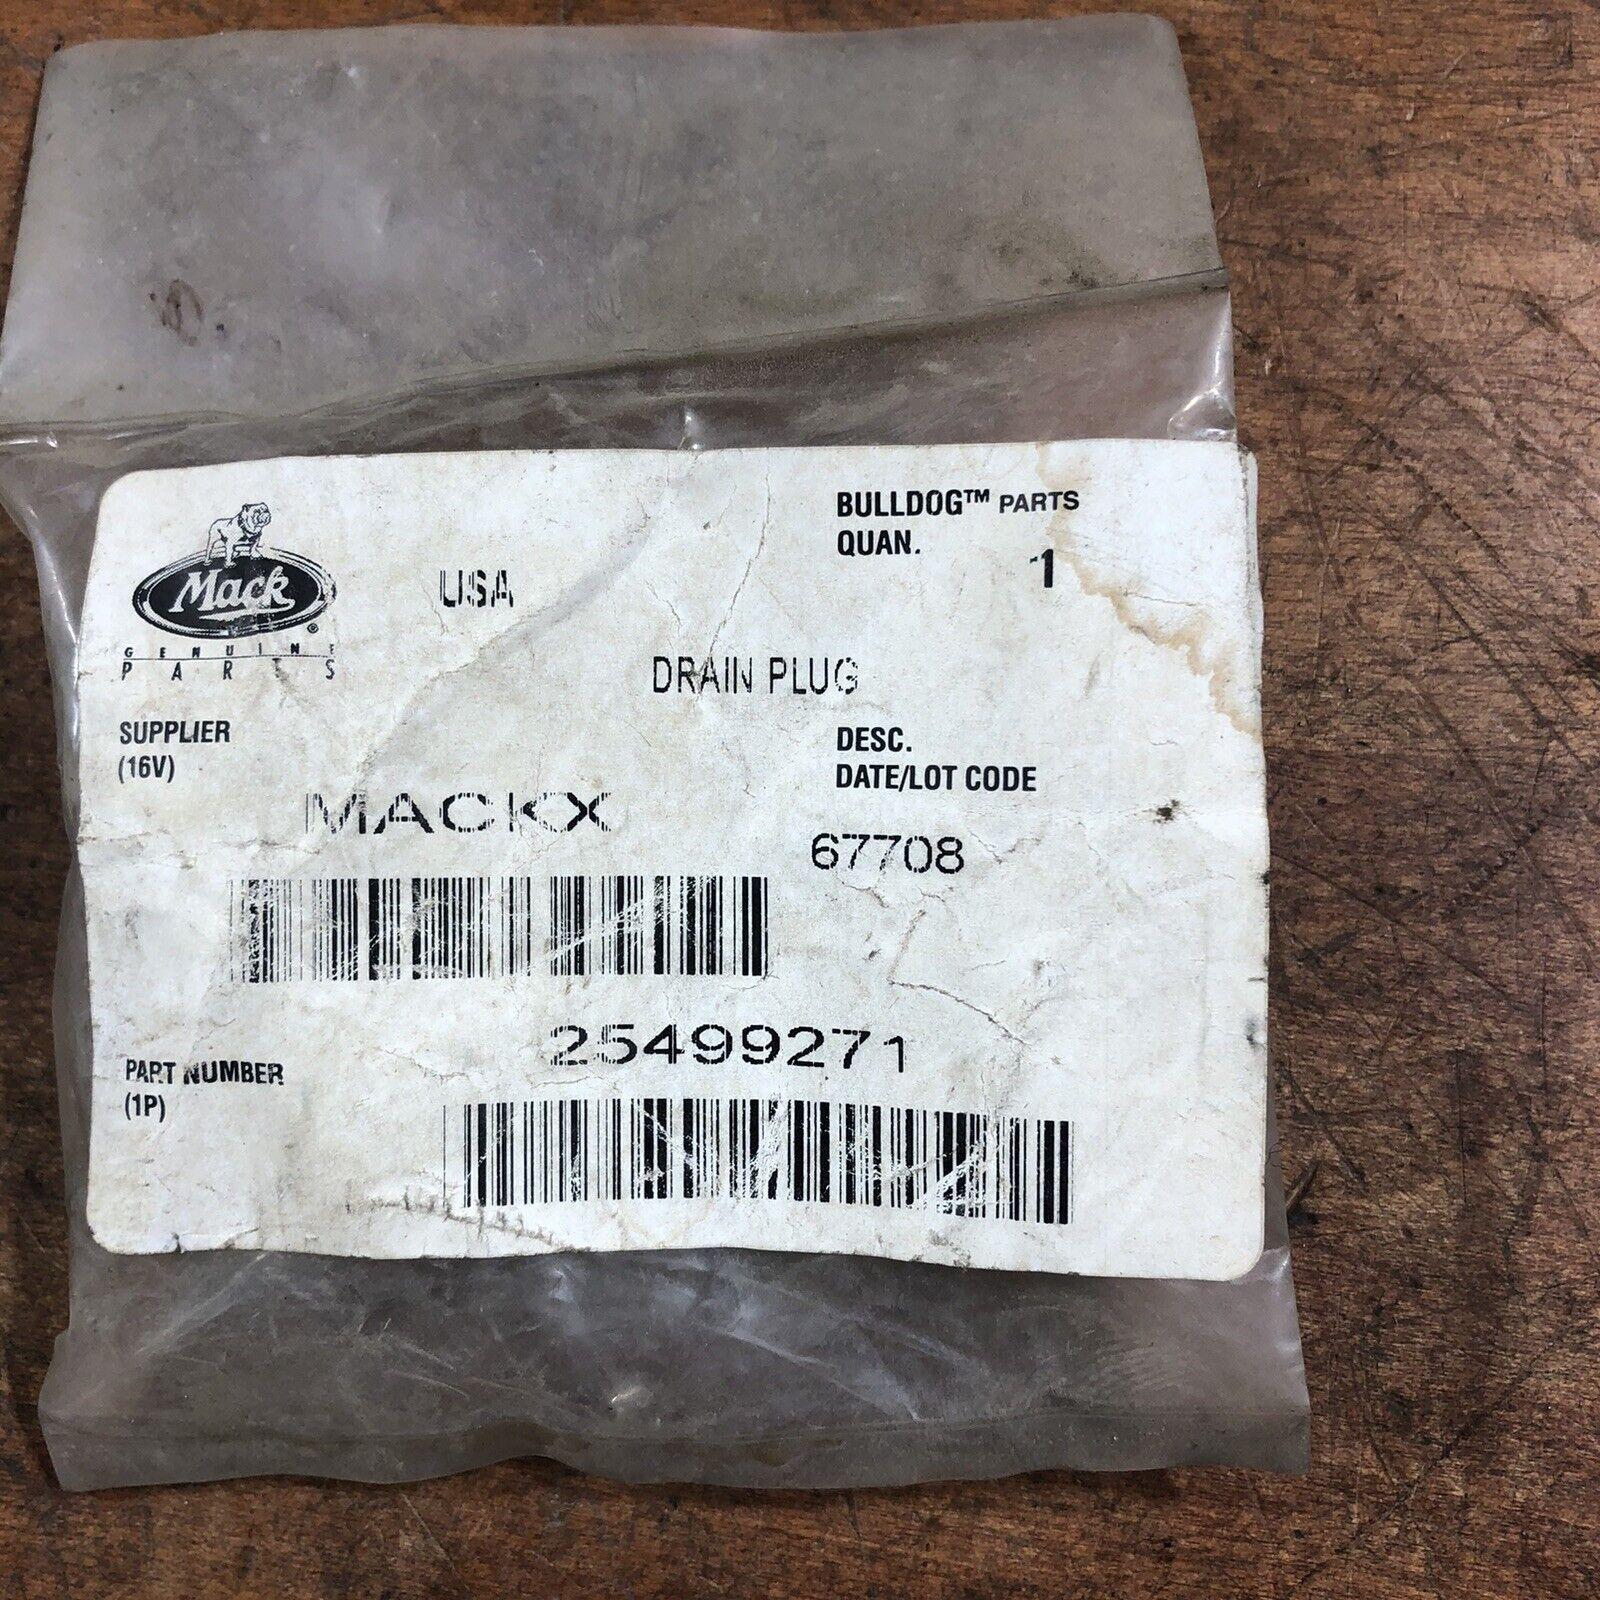 Mack®
GENUINE
PARTS
USA
BULLDOG™ PARTS
QUAN.
1
DRAIN PLUG
SUPPLIER
(16V)
DESC.
DATE/LOT CODE
MACKX
67708
25499271
PART NUMBER
(1P)